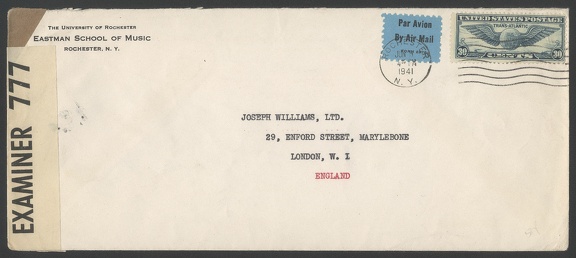 THE UNIVERSITY OF ROCHESTER
EASTMAN SCHOOL OF MUSIC
ROCHESTER, N. Y.
Par Avion
By Air Mail
UNITED STATES POSTAGE
TRANS-ATLANTIC
30 30
1941
N. Y.
EXAMINER 777
JOSEPH WILLIAMS, LTD.
29, ENFORD STREET, MARYLEBONE
LONDON, W. I
ENGLAND